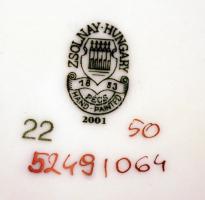 ZSOLNAY · HUNGARY
18 53
PÉCS
HAND-PAINTED
2001
22 50
52491064